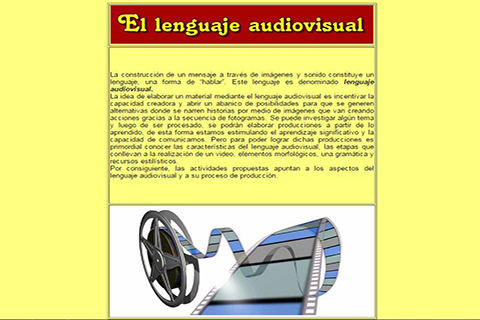 El lenguaje audiovisual
La construcción de un mensaje a través de imágenes y sonido constituye un
lenguaje, una forma de "hablar". Este lenguaje es denominado lenguaje
audiovisual.
La idea de elaborar un material mediante el lenguaje audiovisual es incentivar la
capacidad creadora y abrir un abanico de posibilidades para que se generen
alternativas donde se narren historias por medio de imágenes que van creando
acciones gracias a la secuencia de fotogramas. Se puede investigar algún tema
y luego de ser procesado, se podrán elaborar producciones a partir de lo
aprendido, de esta forma estamos estimulando el aprendizaje significativo y la
capacidad de comunicarnos. Pero para poder lograr dichas producciones es
primordial conocer las características del lenguaje audiovisual, las etapas que
conllevan a la realización de un video, elementos morfológicos, una gramática y
recursos estilísticos.
Por consiguiente, las actividades propuestas apuntan a los aspectos del
lenguaje audiovisual y a su proceso de producción.